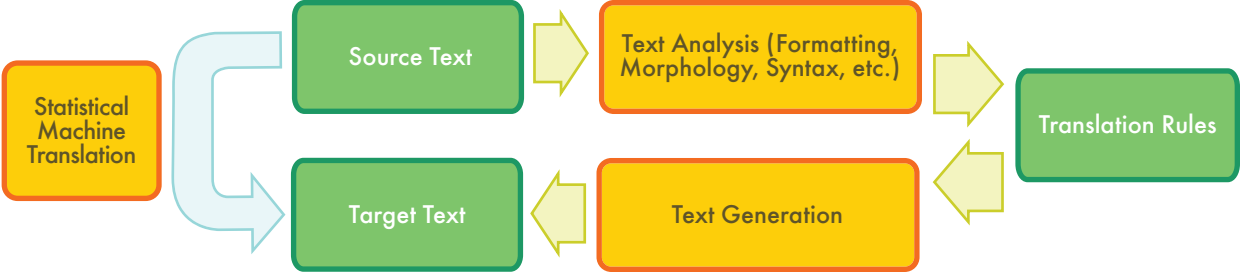 Statistical
Machine
Translation
Source Text
Text Analysis (Formatting,
Morphology, Syntax, etc.)
Translation Rules
Target Text
Text Generation